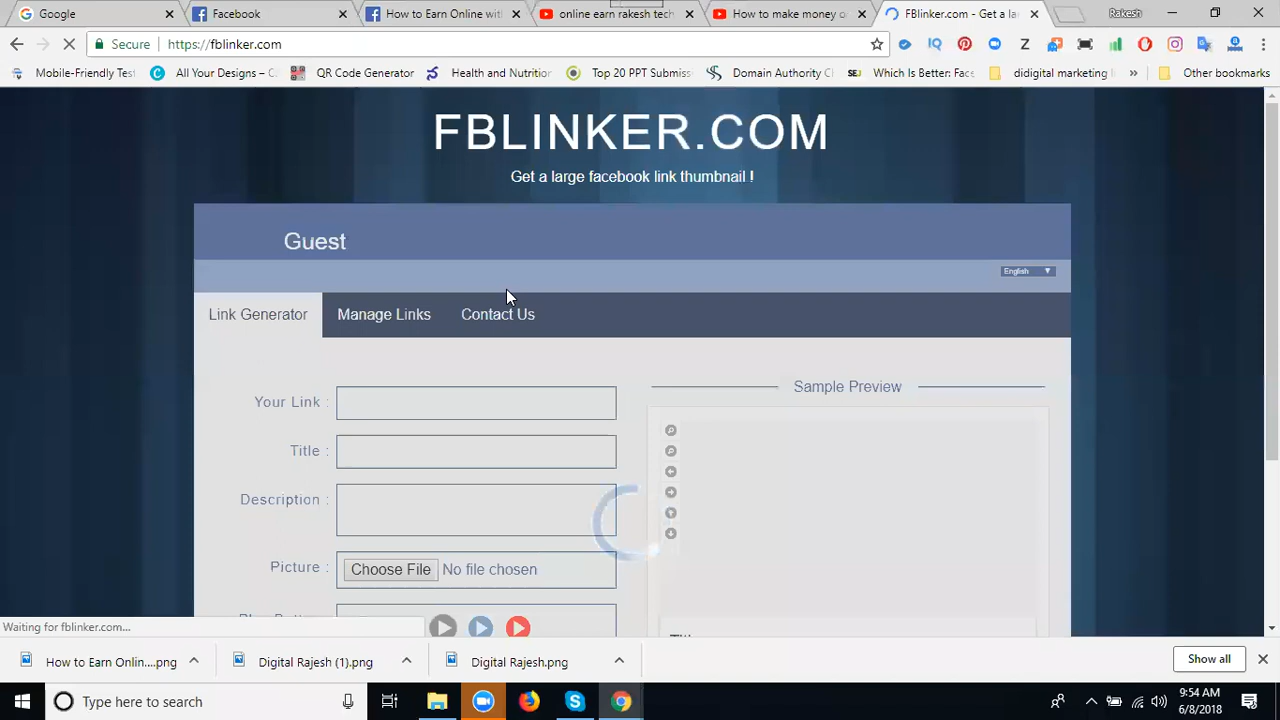 Google
Facebook
How to Earn Online wit
online earn rakesh tech
How to make money o
FBlinker.com - Get a la
Rakesh
Secure
https://fblinker.com
Mobile-Friendly Test
All Your Designs – C
QR Code Generator
Health and Nutrition
Top 20 PPT Submiss
Domain Authority C
SEJ
Which Is Better: Face
didigital marketing
Other bookmarks
FBLINKER.COM
Get a large facebook link thumbnail !
Guest
English
Link Generator
Manage Links
Contact Us
Your Link :
Title :
Description :
Picture :
Choose File
No file chosen
Sample Preview
Waiting for fblinker.com...
How to Earn Onlin....png
Digital Rajesh (1).png
Digital Rajesh.png
Show all
Type here to search
9:54 AM
6/8/2018